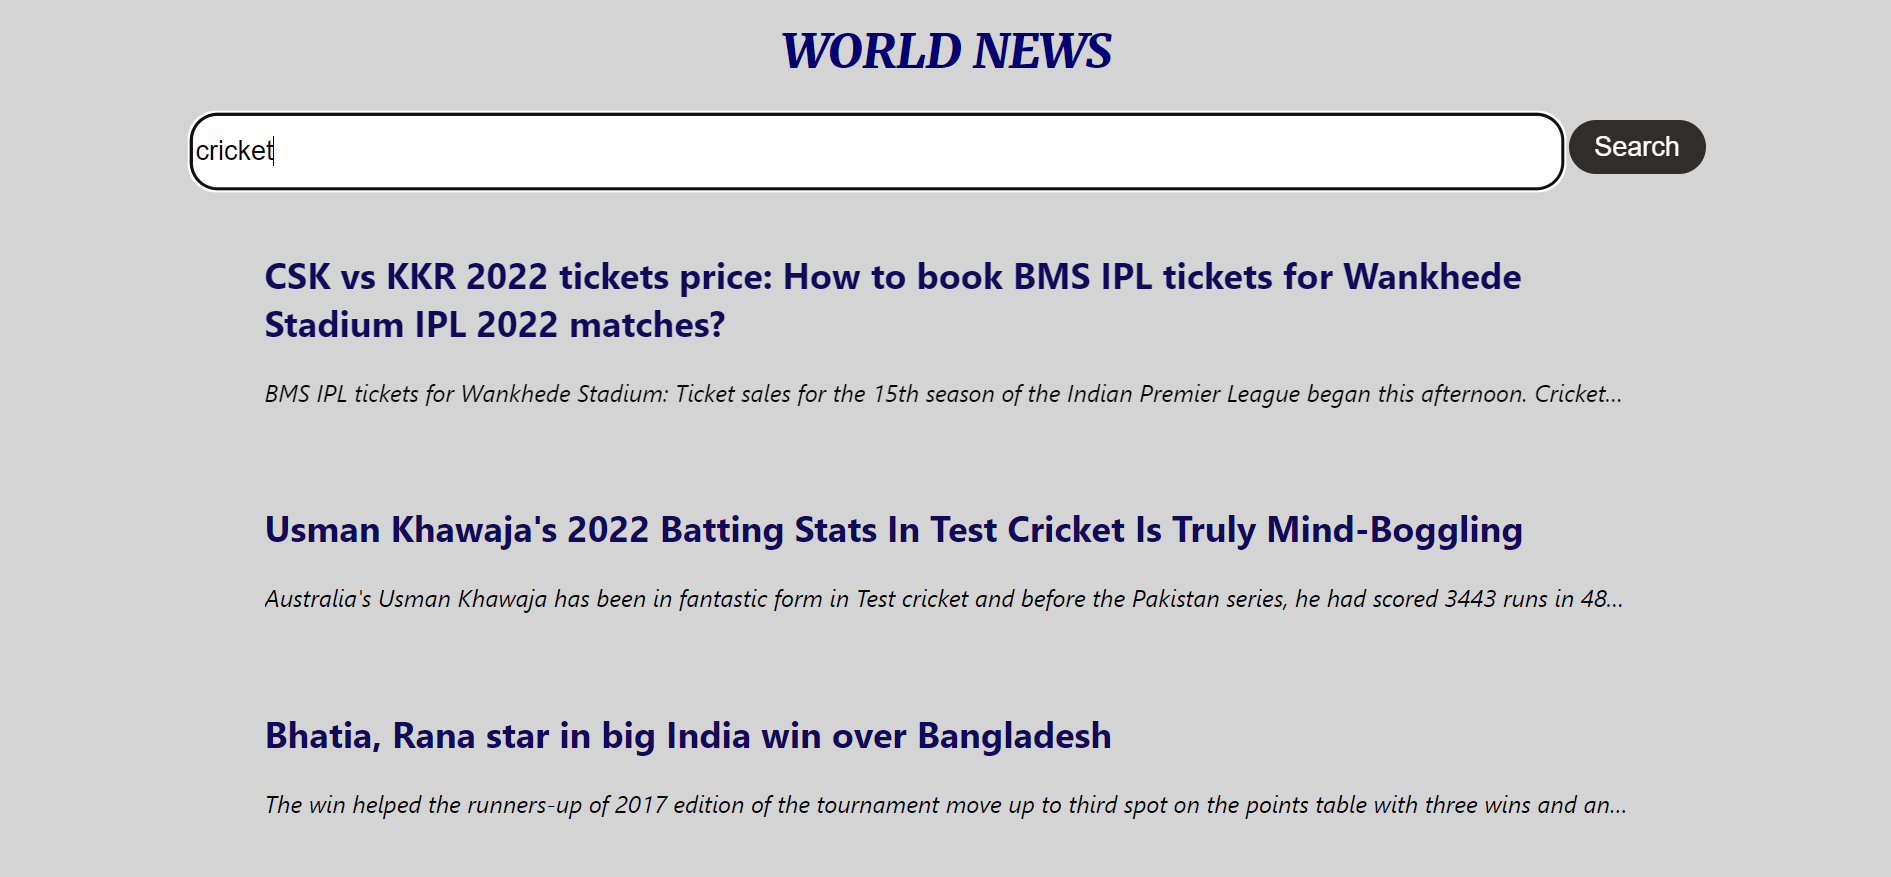 WORLD NEWS
cricket
Search
CSK vs KKR 2022 tickets price: How to book BMS IPL tickets for Wankhede
Stadium IPL 2022 matches?
BMS IPL tickets for Wankhede Stadium: Ticket sales for the 15th season of the Indian Premier League began this afternoon. Cricket...
Usman Khawaja's 2022 Batting Stats In Test Cricket Is Truly Mind-Boggling
Australia's Usman Khawaja has been in fantastic form in Test cricket and before the Pakistan series, he had scored 3443 runs in 48...
Bhatia, Rana star in big India win over Bangladesh
The win helped the runners-up of 2017 edition of the tournament move up to third spot on the points table with three wins and an...